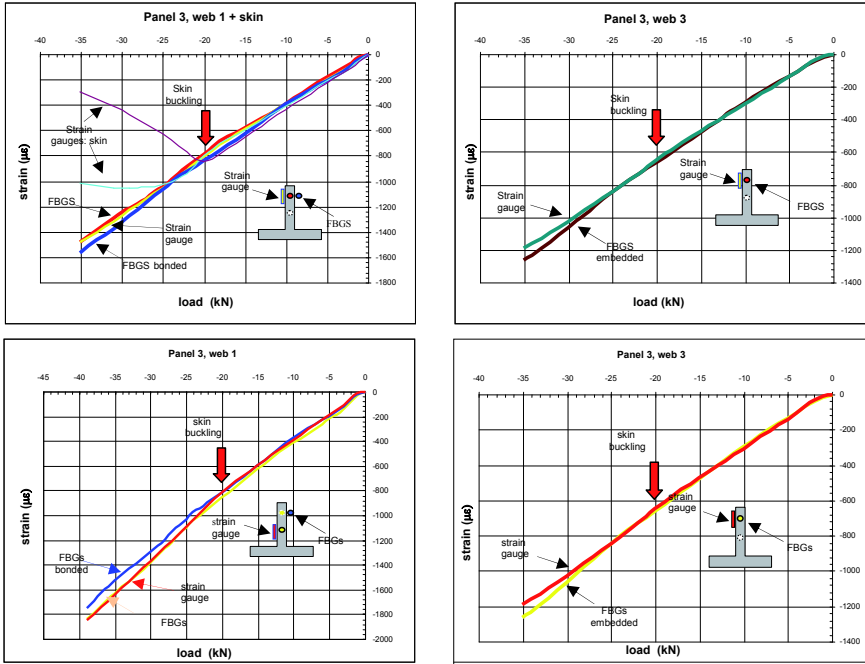 Panel 3, web 1 + skin
-40 -35 -30 -25 -20 -15 -10 -5 0
0
-200
-400
-600
-800
-1000
-1200
-1400
-1600
-1800
strain (µε)
load (kN)
Skin
buckling
Strain
gauges: skin
FBGS
Strain
gauge
FBGS bonded
Strain
gauge
FBGS
Panel 3, web 3
-40 -35 -30 -25 -20 -15 -10 -5 0
0
-200
-400
-600
-800
-1000
-1200
-1400
strain (µε)
load (kN)
Skin
buckling
Strain
gauge
FBGS
Strain
gauge
FBGS
embedded
Panel 3, web 1
-45 -40 -35 -30 -25 -20 -15 -10 -5 0
0
-200
-400
-600
-800
-1000
-1200
-1400
-1600
-1800
-2000
strain (µε)
load (kN)
skin
buckling
strain
gauge
FBGs
FBGs
bonded
strain
gauge
FBGs
Panel 3, web 3
-40 -35 -30 -25 -20 -15 -10 -5 0
0
-200
-400
-600
-800
-1000
-1200
-1400
strain (µε)
load (kN)
skin
buckling
strain
gauge
FBGs
strain
gauge
FBGs
embedded